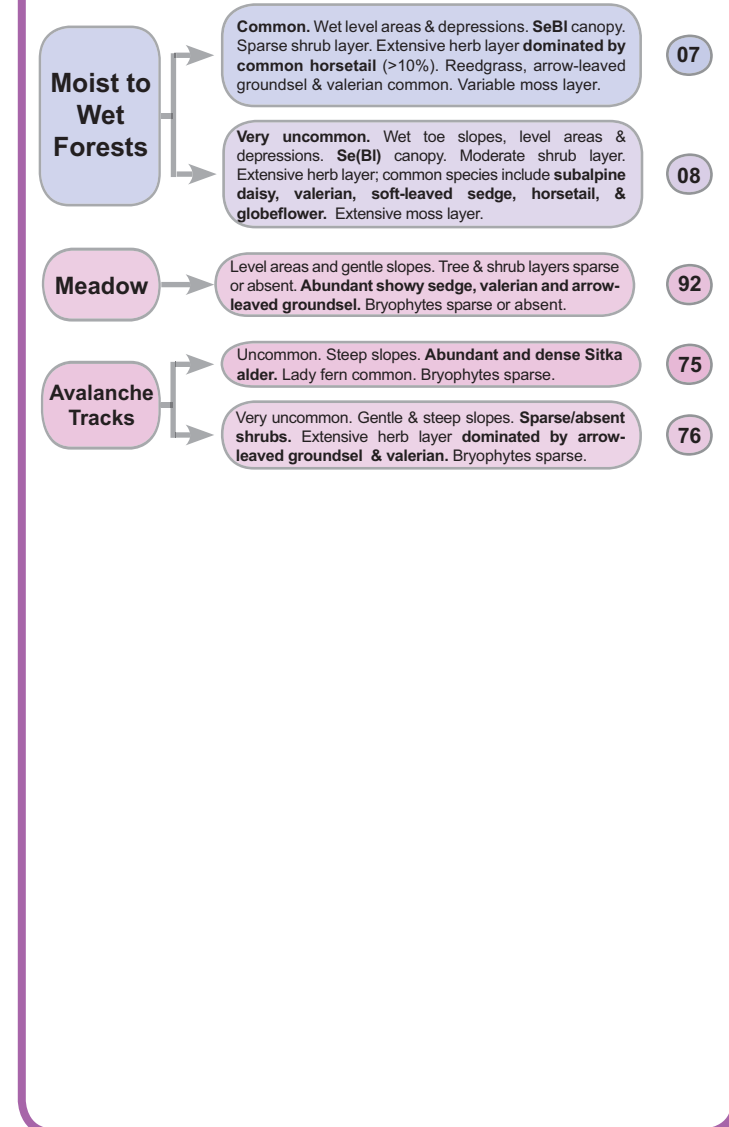 Moist to
Wet
Forests
Common. Wet level areas & depressions. SeBl canopy.
Sparse shrub layer. Extensive herb layer dominated by
common horsetail (>10%). Reedgrass, arrow-leaved
groundsel & valerian common. Variable moss layer.
07
Very uncommon. Wet toe slopes, level areas &
depressions. Se(Bl) canopy. Moderate shrub layer.
Extensive herb layer; common species include subalpine
daisy, valerian, soft-leaved sedge, horsetail, &
globeflower. Extensive moss layer.
08
Meadow
Level areas and gentle slopes. Tree & shrub layers sparse
or absent. Abundant showy sedge, valerian and arrow-
leaved groundsel. Bryophytes sparse or absent.
92
Avalanche
Tracks
Uncommon. Steep slopes. Abundant and dense Sitka
alder. Lady fern common. Bryophytes sparse.
75
Very uncommon. Gentle & steep slopes. Sparse/absent
shrubs. Extensive herb layer dominated by arrow-
leaved groundsel & valerian. Bryophytes sparse.
76